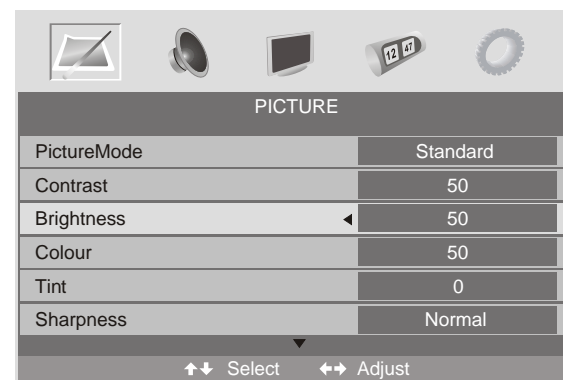 12 47
PICTURE
PictureMode Standard
Contrast 50
Brightness 50
Colour 50
Tint 0
Sharpness Normal
Select Adjust